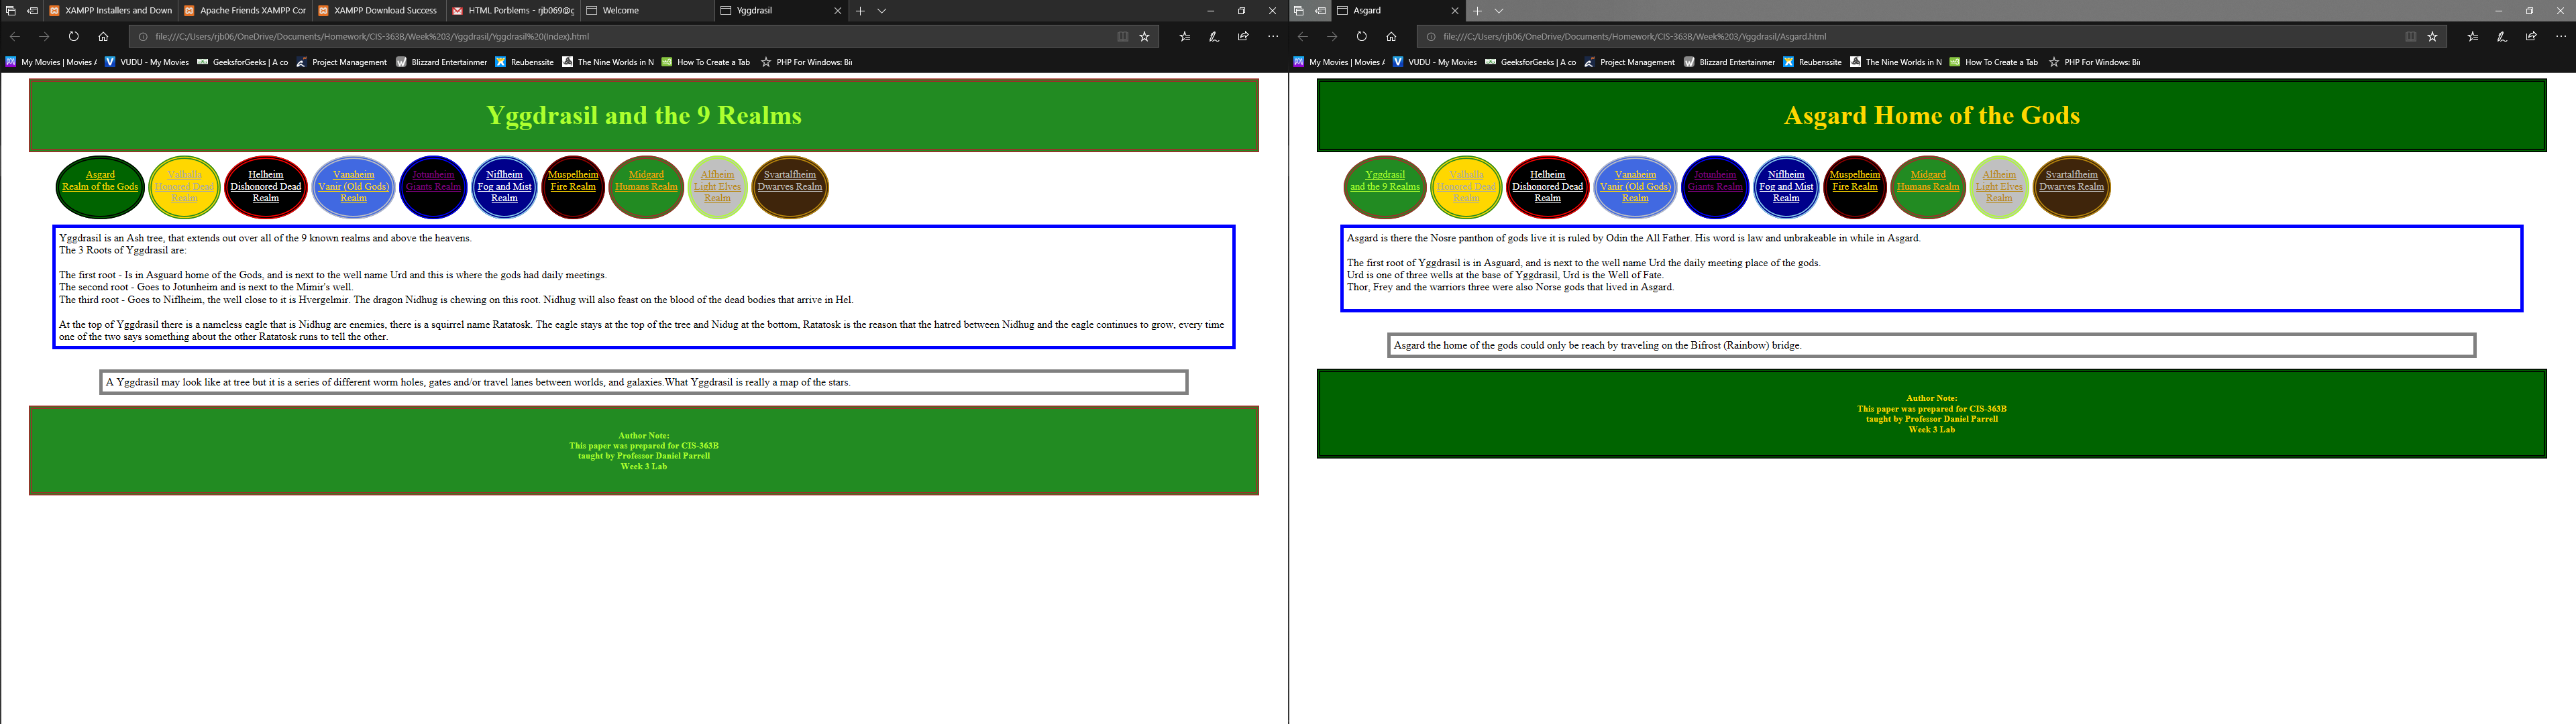 XAMPP Installers and Down
Apache Friends XAMPP Cor
XAMPP Download Success
HTML Porblems - rjb069@g
Welcome
Yggdrasil
file:///C:/Users/rjb06/OneDrive/Documents/Homework/CIS-363B/Week%203/Yggdrasil/Yggdrasil%20(Index).html
My Movies | Movies A
VUDU - My Movies
GeeksforGeeks | A co
Project Management
Blizzard Entertainmer
Reubenssite
The Nine Worlds in N
How To Create a Tab
PHP For Windows: Bin
Yggdrasil and the 9 Realms
Asgard
Realm of the Gods
Valhalla
Honored Dead
Realm
Helheim
Dishonored Dead
Realm
Vanaheim
Vanir (Old Gods)
Realm
Jotunheim
Giants Realm
Niflheim
Fog and Mist
Realm
Muspelheim
Fire Realm
Midgard
Humans Realm
Alfheim
Light Elves
Realm
Svartalfheim
Dwarves Realm
Yggdrasil is an Ash tree, that extends out over all of the 9 known realms and above the heavens.
The 3 Roots of Yggdrasil are:
The first root - Is in Asguard home of the Gods, and is next to the well name Urd and this is where the gods had daily meetings.
The second root - Goes to Jotunheim and is next to the Mimir's well.
The third root - Goes to Niflheim, the well close to it is Hvergelmir. The dragon Nidhug is chewing on this root. Nidhug will also feast on the blood of the dead bodies that arrive in Hel.
At the top of Yggdrasil there is a nameless eagle that is Nidhug are enemies, there is a squirrel name Ratatosk. The eagle stays at the top of the tree and Nidug at the bottom, Ratatosk is the reason that the hatred between Nidhug and the eagle continues to grow, every time
one of the two says something about the other Ratatosk runs to tell the other.
A Yggdrasil may look like at tree but it is a series of different worm holes, gates and/or travel lanes between worlds, and galaxies.What Yggdrasil is really a map of the stars.
Author Note:
This paper was prepared for CIS-363B
taught by Professor Daniel Parrell
Week 3 Lab
Asgard
file:///C:/Users/rjb06/OneDrive/Documents/Homework/CIS-363B/Week%203/Yggdrasil/Asgard.html
My Movies | Movies A
VUDU - My Movies
GeeksforGeeks | A co
Project Management
Blizzard Entertainmer
Reubenssite
The Nine Worlds in N
How To Create a Tab
PHP For Windows: Bin
Asgard Home of the Gods
Yggdrasil
and the 9 Realms
Valhalla
Honored Dead
Realm
Helheim
Dishonored Dead
Realm
Vanaheim
Vanir (Old Gods)
Realm
Jotunheim
Giants Realm
Niflheim
Fog and Mist
Realm
Muspelheim
Fire Realm
Midgard
Humans Realm
Alfheim
Light Elves
Realm
Svartalfheim
Dwarves Realm
Asgard is there the Nosre panthon of gods live it is ruled by Odin the All Father. His word is law and unbrakeable in while in Asgard.
The first root of Yggdrasil is in Asguard, and is next to the well name Urd the daily meeting place of the gods.
Urd is one of three wells at the base of Yggdrasil, Urd is the Well of Fate.
Thor, Frey and the warriors three were also Norse gods that lived in Asgard.
Asgard the home of the gods could only be reach by traveling on the Bifrost (Rainbow) bridge.
Author Note:
This paper was prepared for CIS-363B
taught by Professor Daniel Parrell
Week 3 Lab